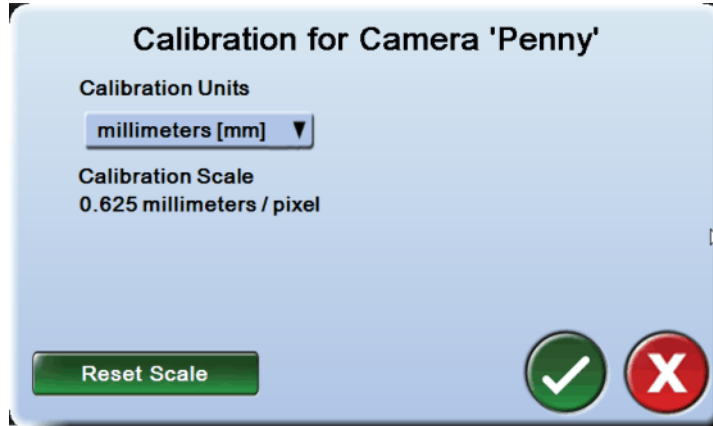 Calibration for Camera 'Penny'
Calibration Units
millimeters [mm]
Calibration Scale
0.625 millimeters / pixel
Reset Scale